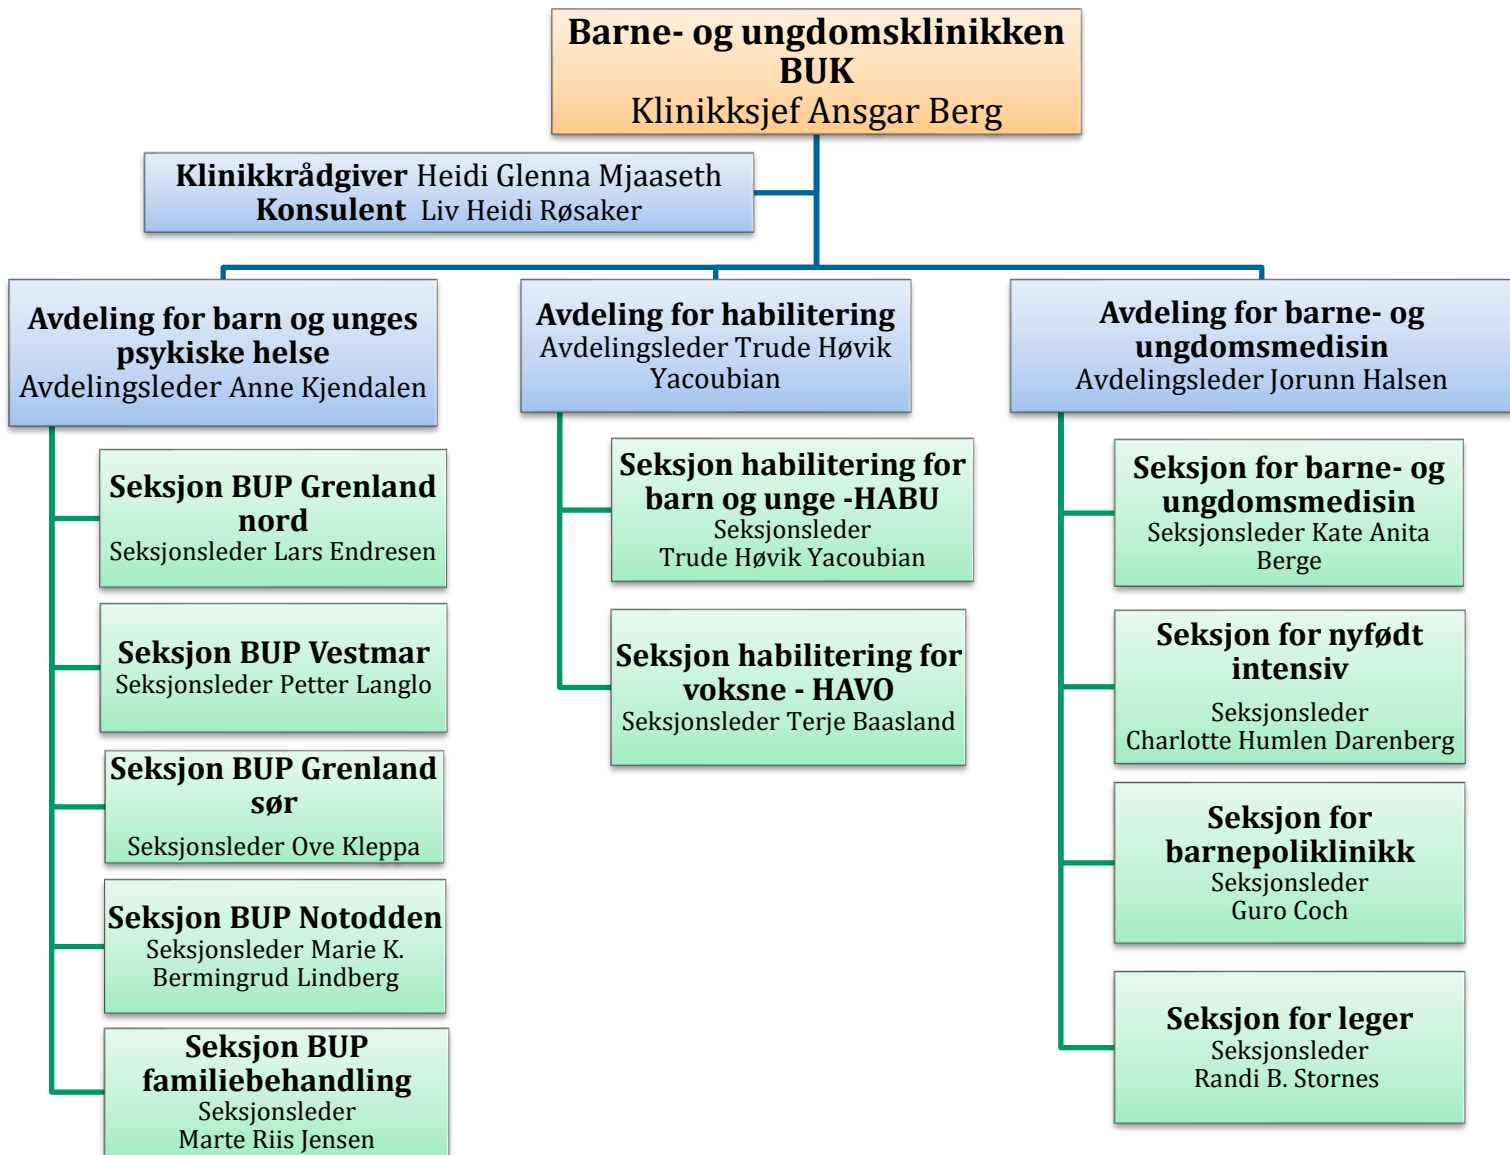 Barne- og ungdomsklinikken
BUK
Klinikksjef Ansgar Berg
Klinikkrådgiver Heidi Glenna Mjaaseth
Konsulent Liv Heidi Røsaker
Avdeling for barn og unges
psykiske helse
Avdelingsleder Anne Kjendalen
Seksjon BUP Grenland
nord
Seksjonsleder Lars Endresen
Seksjon BUP Vestmar
Seksjonsleder Petter Langlo
Seksjon BUP Grenland
sør
Seksjonsleder Ove Kleppa
Seksjon BUP Notodden
Seksjonsleder Marie K.
Bermingrud Lindberg
Seksjon BUP
familiebehandling
Seksjonsleder
Marte Riis Jensen
Avdeling for habilitering
Avdelingsleder Trude Høvik
Yacoubian
Seksjon habilitering for
barn og unge -HABU
Seksjonsleder
Trude Høvik Yacoubian
Seksjon habilitering for
voksne - HAVO
Seksjonsleder Terje Baasland
Avdeling for barne- og
ungdomsmedisin
Avdelingsleder Jorunn Halsen
Seksjon for barne- og
ungdomsmedisin
Seksjonsleder Kate Anita
Berge
Seksjon for nyfødt
intensiv
Seksjonsleder
Charlotte Humlen Darenberg
Seksjon for
barnepoliklinikk
Seksjonsleder
Guro Coch
Seksjon for leger
Seksjonsleder
Randi B. Stornes